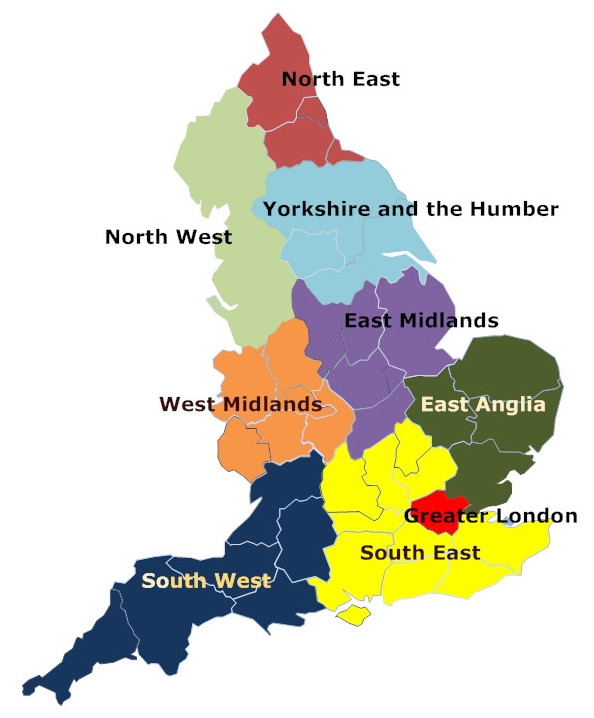 North East
Yorkshire and the Humber
North West
East Midlands
West Midlands
East Anglia
Greater London
South East
South West